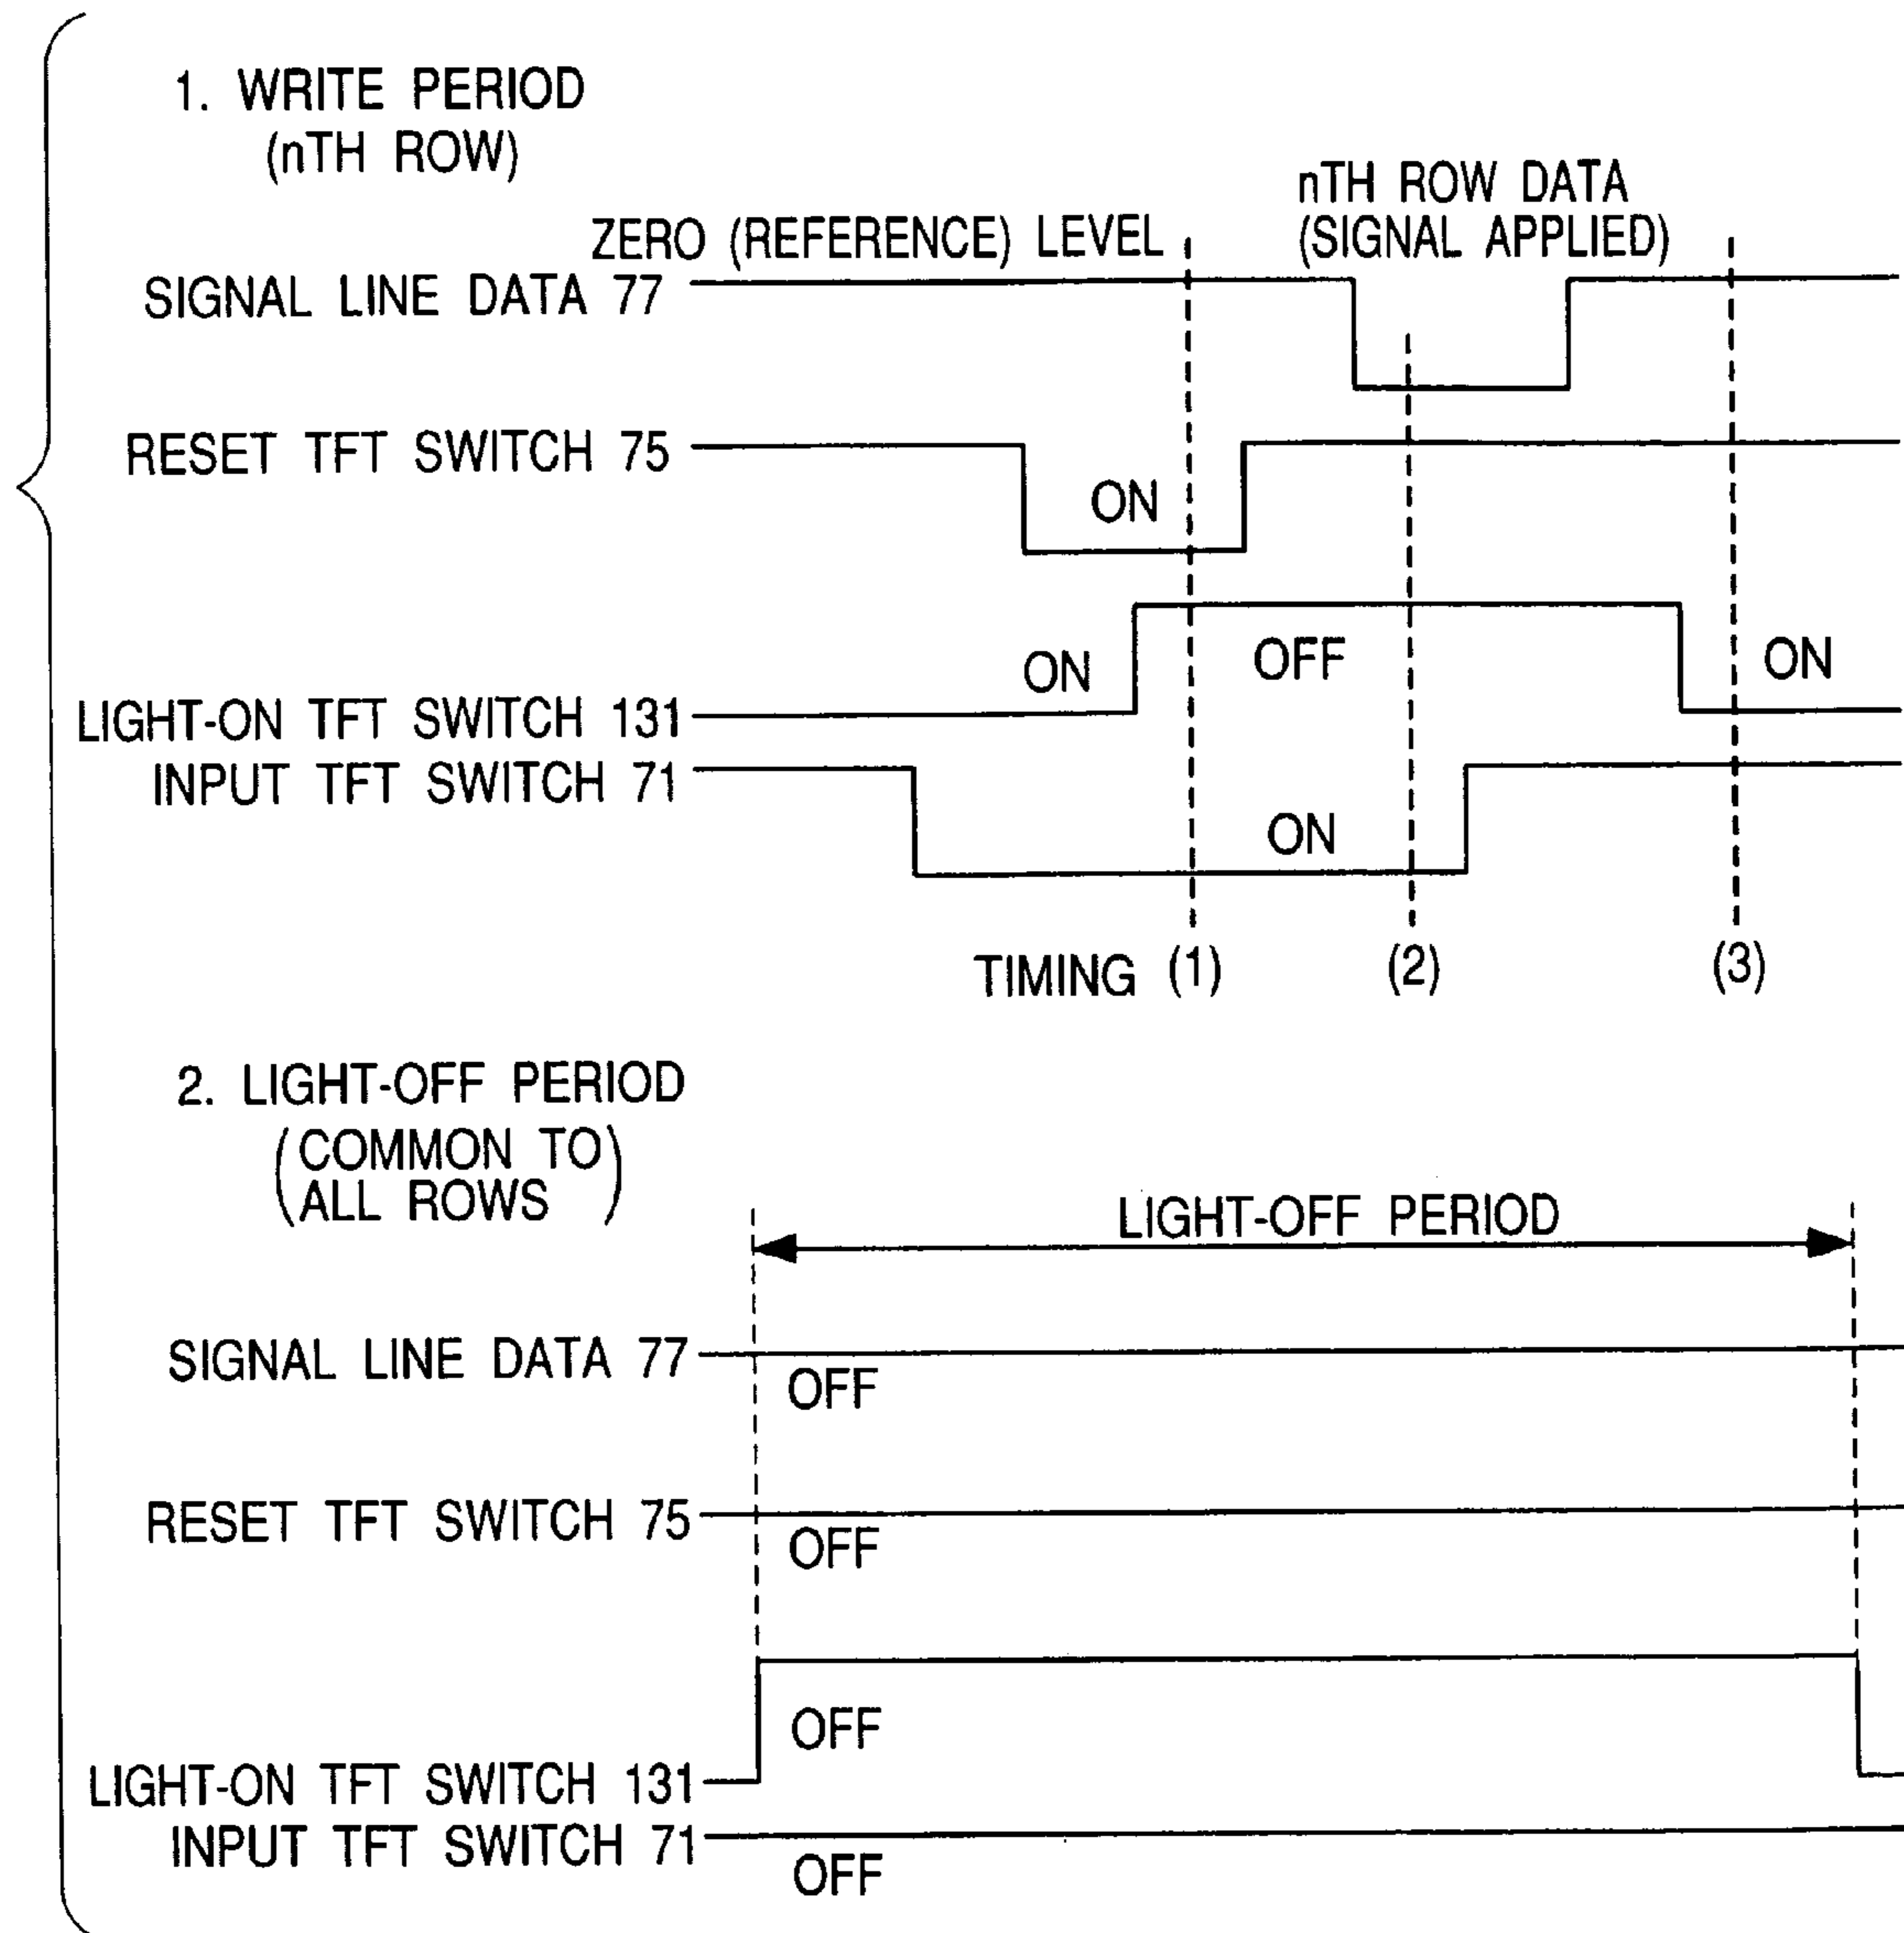 1. WRITE PERIOD
(nTH ROW)
nTH ROW DATA
(SIGNAL APPLIED)
ZERO (REFERENCE) LEVEL
SIGNAL LINE DATA 77
RESET TFT SWITCH 75
ON
ON
OFF
ON
LIGHT-ON TFT SWITCH 131
INPUT TFT SWITCH 71
ON
TIMING (1) (2) (3)
2. LIGHT-OFF PERIOD
(COMMON TO
ALL ROWS)
LIGHT-OFF PERIOD
SIGNAL LINE DATA 77
OFF
RESET TFT SWITCH 75
OFF
OFF
LIGHT-ON TFT SWITCH 131
INPUT TFT SWITCH 71
OFF